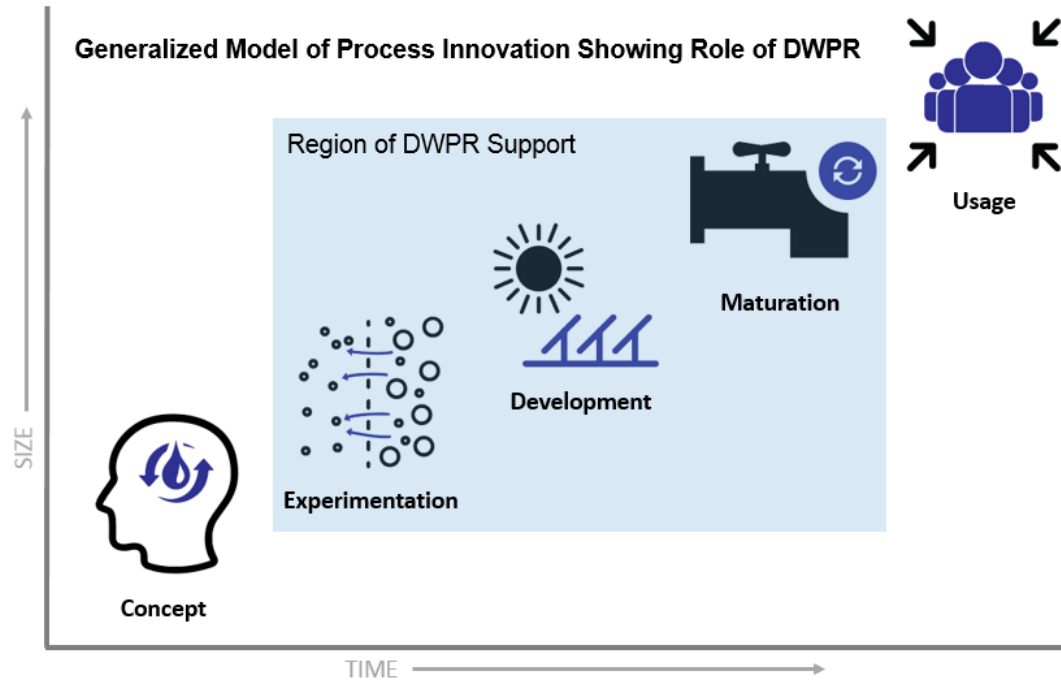 Generalized Model of Process Innovation Showing Role of DWPR
Region of DWPR Support
Usage
Maturation
Development
Experimentation
Concept
SIZE
TIME